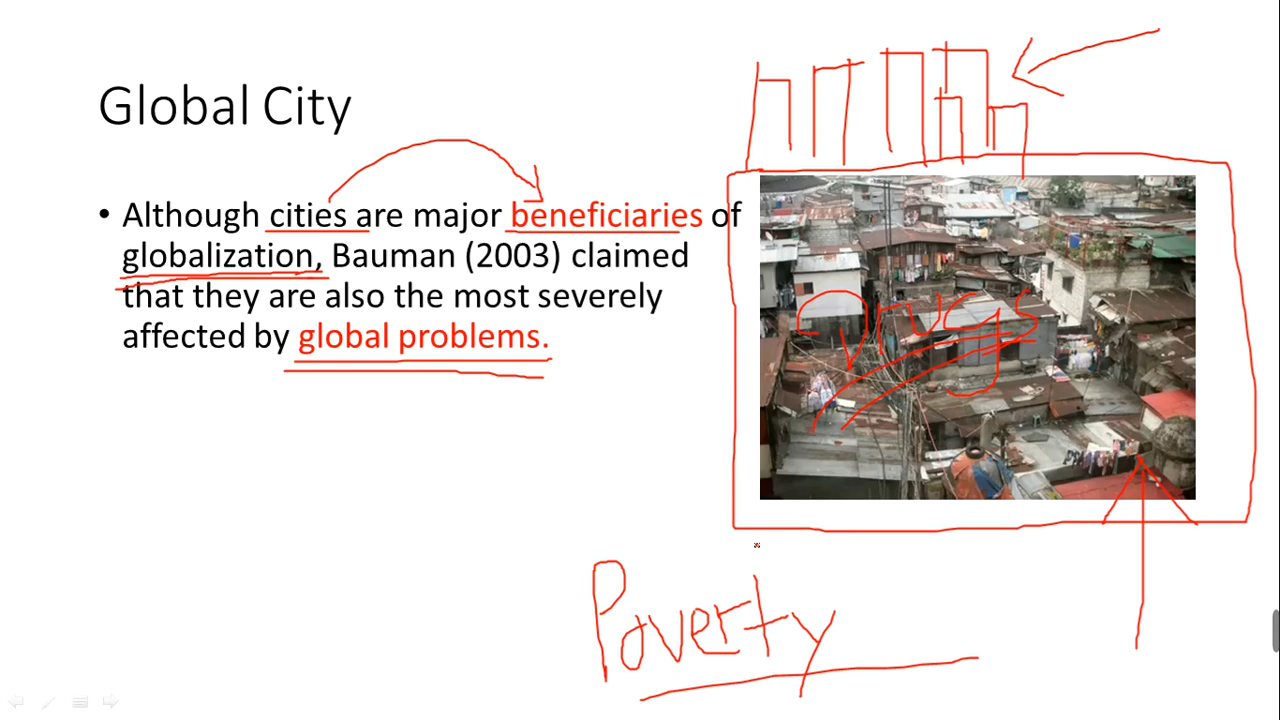 Global City
• Although cities are major beneficiaries of
globalization, Bauman (2003) claimed
that they are also the most severely
affected by global problems.
Drugs
Poverty